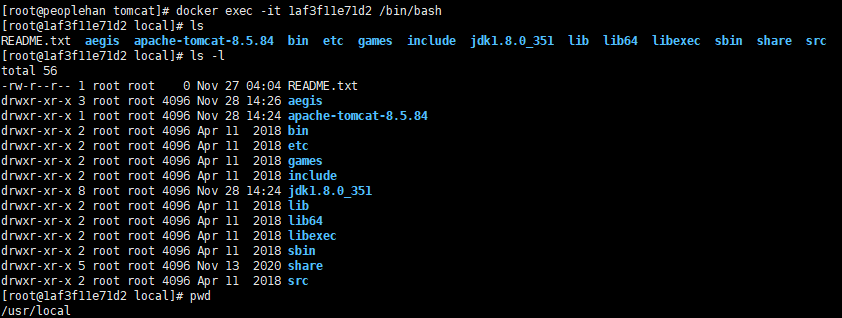 [root@peoplehan tomcat]# docker exec -it 1af3f11e71d2 /bin/bash
[root@1af3f11e71d2 local]# ls
README.txt  aegis  apache-tomcat-8.5.84  bin  etc  games  include  jdk1.8.0_351  lib  lib64  libexec  sbin  share  src
[root@1af3f11e71d2 local]# ls -l
total 56
-rw-r--r-- 1 root root    0 Nov 27 04:04 README.txt
drwxr-xr-x 3 root root 4096 Nov 28 14:26 aegis
drwxr-xr-x 1 root root 4096 Nov 28 14:24 apache-tomcat-8.5.84
drwxr-xr-x 2 root root 4096 Apr 11  2018 bin
drwxr-xr-x 2 root root 4096 Apr 11  2018 etc
drwxr-xr-x 2 root root 4096 Apr 11  2018 games
drwxr-xr-x 2 root root 4096 Apr 11  2018 include
drwxr-xr-x 8 root root 4096 Nov 28 14:24 jdk1.8.0_351
drwxr-xr-x 2 root root 4096 Apr 11  2018 lib
drwxr-xr-x 2 root root 4096 Apr 11  2018 lib64
drwxr-xr-x 2 root root 4096 Apr 11  2018 libexec
drwxr-xr-x 2 root root 4096 Apr 11  2018 sbin
drwxr-xr-x 5 root root 4096 Nov 13  2020 share
drwxr-xr-x 2 root root 4096 Apr 11  2018 src
[root@1af3f11e71d2 local]# pwd
/usr/local